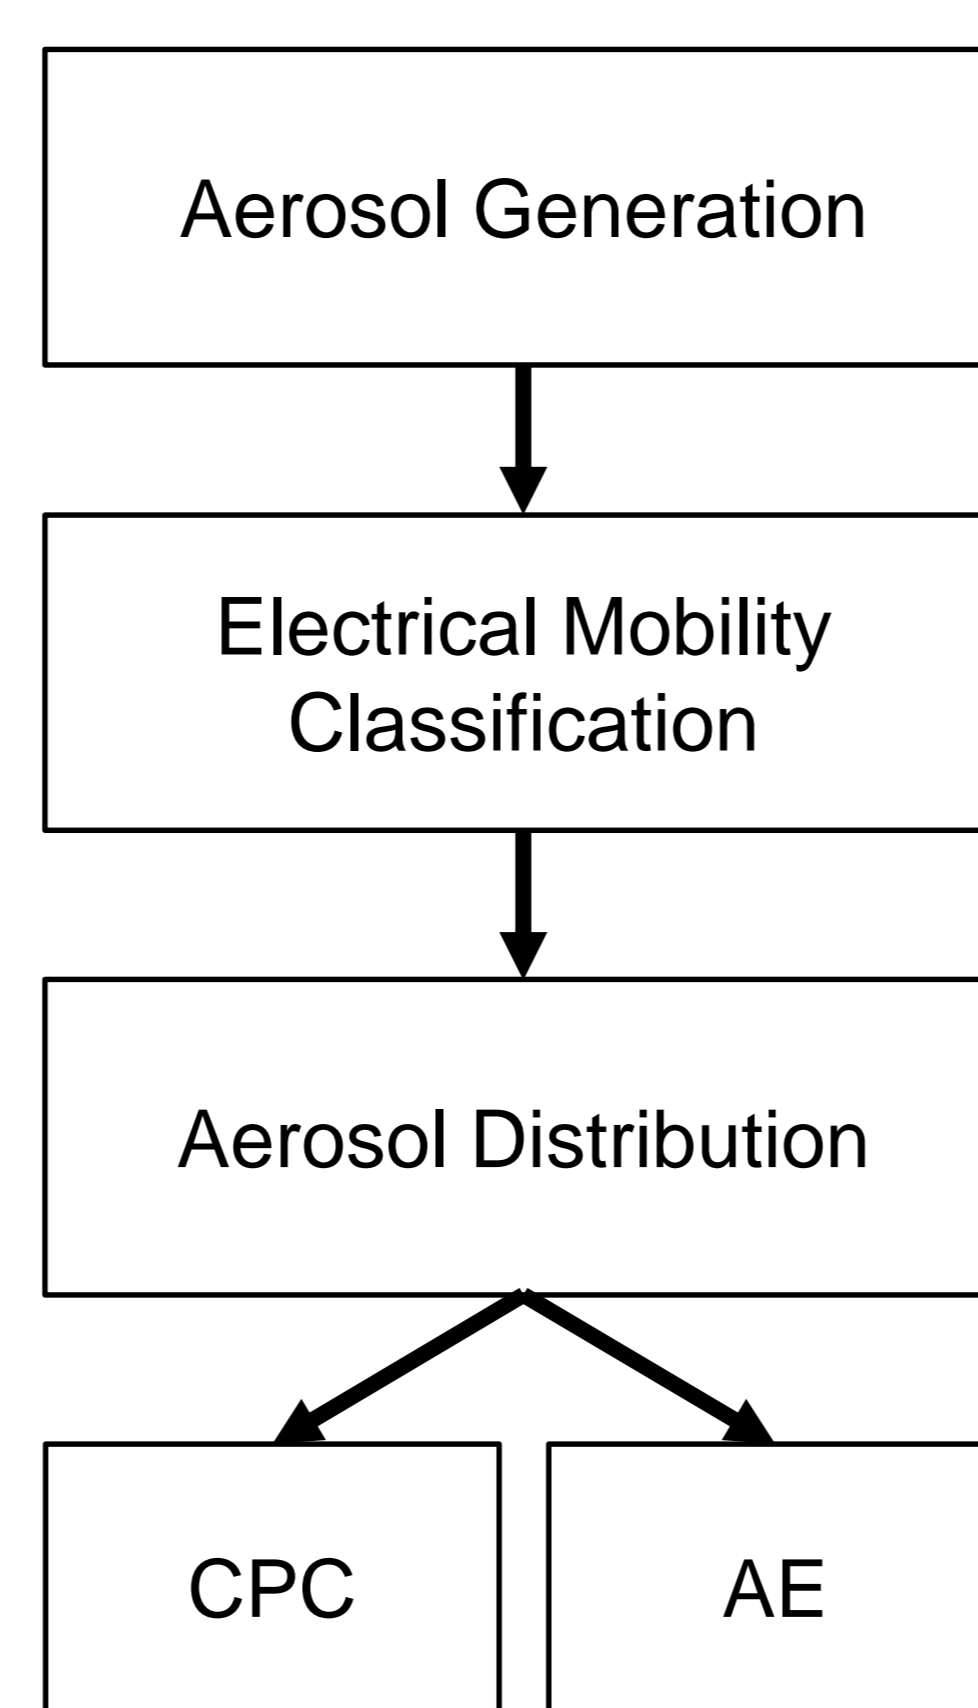 Aerosol Generation
Electrical Mobility
Classification
Aerosol Distribution
CPC
AE